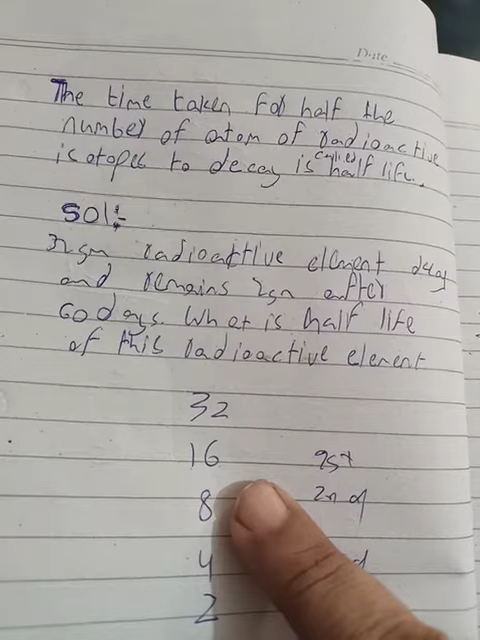 Date
The time taken for half the
number of atom of radioactive
isotopes to decay is called half life.
Sol:-
32gm radioactive element decay
and remains 2gm after
60 days. What is half life
of this radioactive element
32
16 1st
8 2nd
4
2